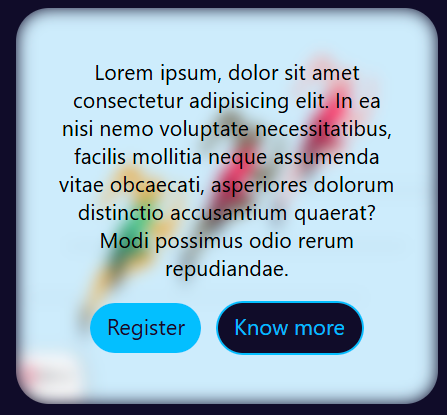 Lorem ipsum, dolor sit amet
consectetur adipisicing elit. In ea
nisi nemo voluptate necessitatibus,
facilis mollitia neque assumenda
vitae obcaecati, asperiores dolorum
distinctio accusantium quaerat?
Modi possimus odio rerum
repudiandae.
Register
Know more